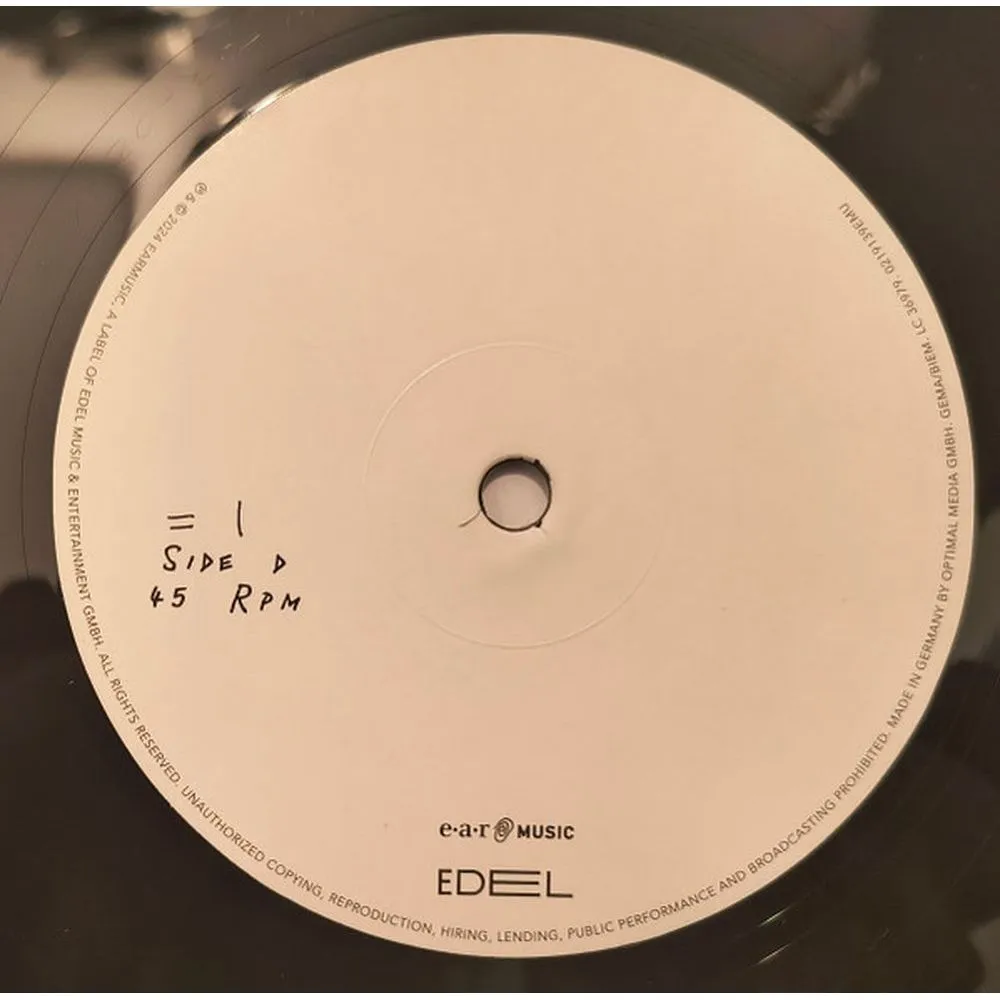 = 1
SIDE D
45 RPM
e·a·r MUSIC
EDEL
℗ & © 2024 EARMUSIC, A LABEL OF EDEL MUSIC & ENTERTAINMENT GMBH. ALL RIGHTS RESERVED. UNAUTHORIZED COPYING, REPRODUCTION, HIRING, LENDING, PUBLIC PERFORMANCE AND BROADCASTING PROHIBITED. MADE IN GERMANY BY OPTIMAL MEDIA GMBH. GEMA/BIEM. LC 36979. 0219139EMU